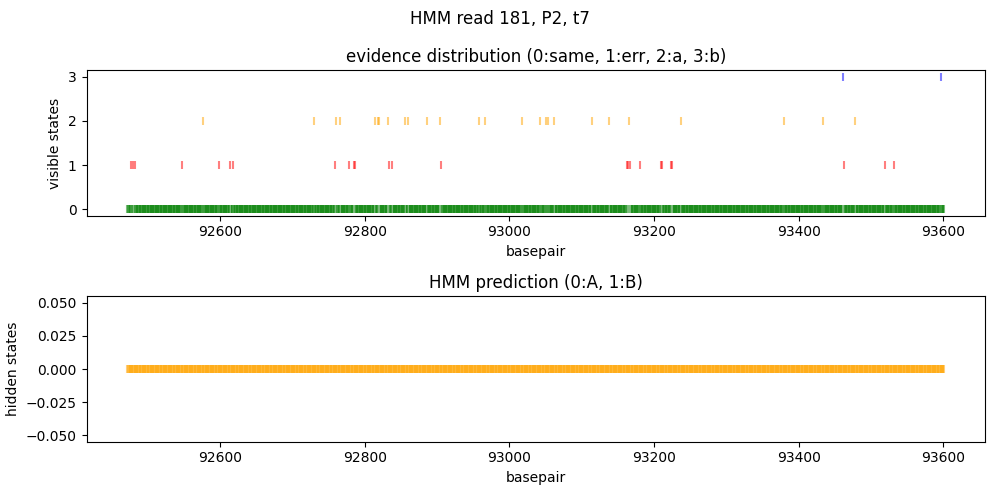 HMM read 181, P2, t7
evidence distribution (0:same, 1:err, 2:a, 3:b)
visible states
3
2
1
0
92600 92800 93000 93200 93400 93600
basepair
HMM prediction (0:A, 1:B)
hidden states
0.050
0.025
0.000
−0.025
−0.050
92600 92800 93000 93200 93400 93600
basepair